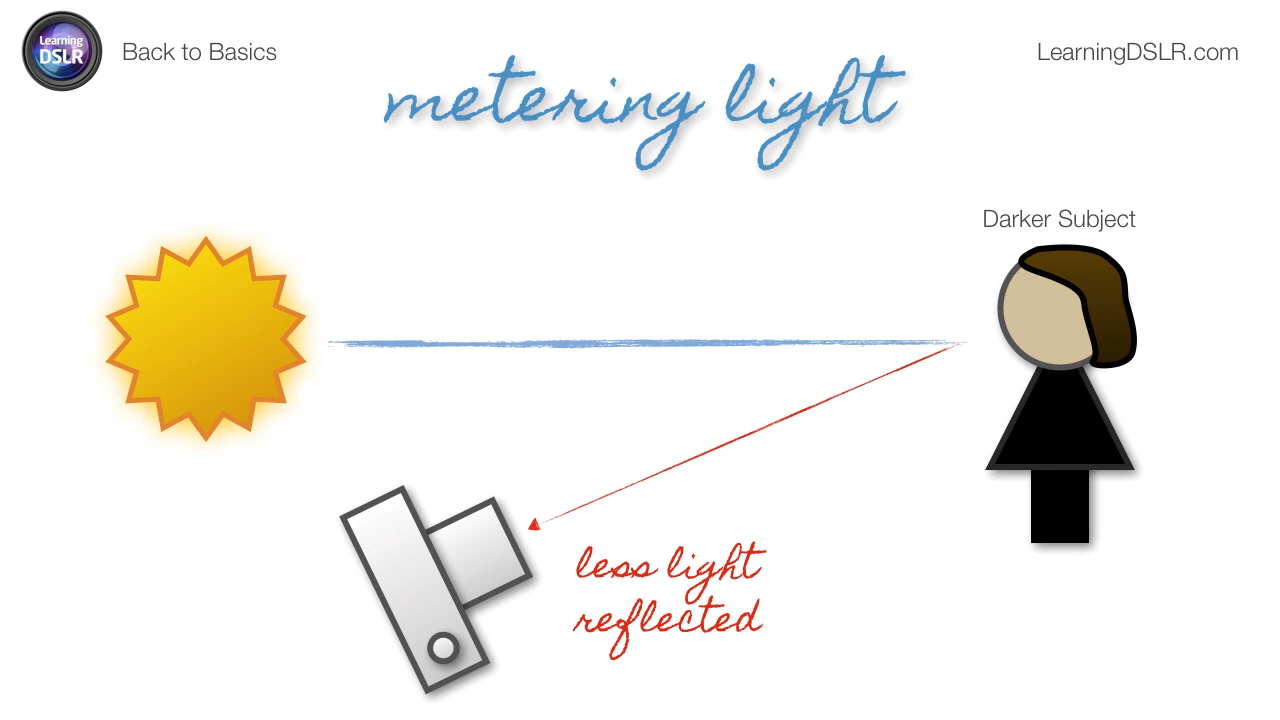 Learning
DSLR
Back to Basics
LearningDSLR.com
metering light
Darker Subject
less light
reflected